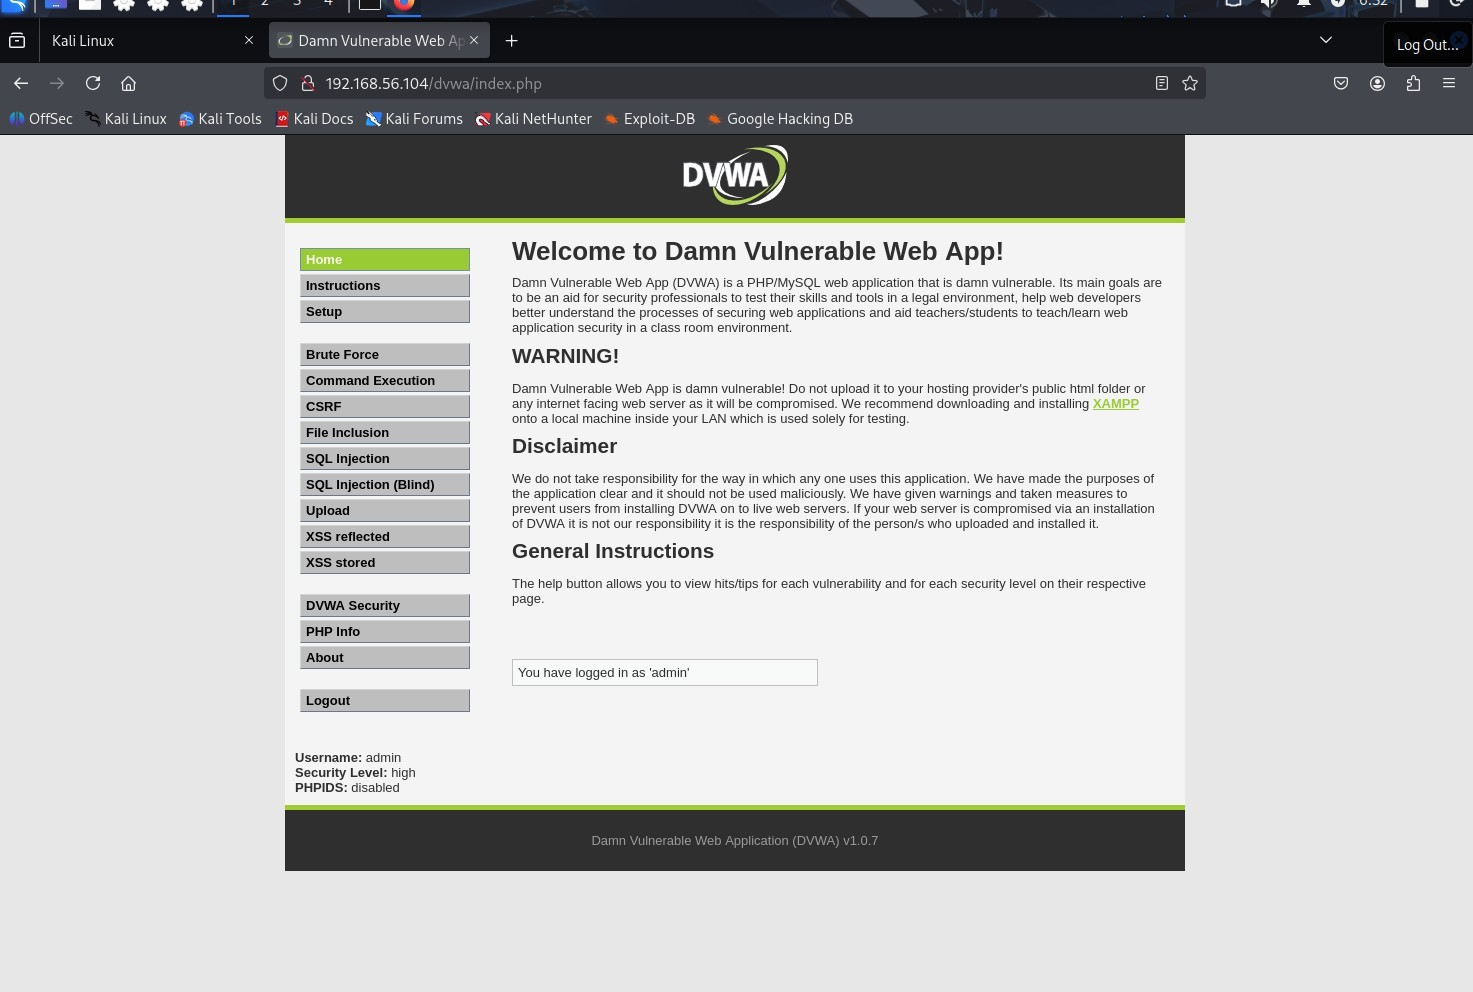 1 2 3 4
Kali Linux
Damn Vulnerable Web Ap
Log Out...
192.168.56.104/dvwa/index.php
OffSec Kali Linux Kali Tools Kali Docs Kali Forums Kali NetHunter Exploit-DB Google Hacking DB
DVWA
Home
Instructions
Setup
Brute Force
Command Execution
CSRF
File Inclusion
SQL Injection
SQL Injection (Blind)
Upload
XSS reflected
XSS stored
DVWA Security
PHP Info
About
Logout
Welcome to Damn Vulnerable Web App!
Damn Vulnerable Web App (DVWA) is a PHP/MySQL web application that is damn vulnerable. Its main goals are
to be an aid for security professionals to test their skills and tools in a legal environment, help web developers
better understand the processes of securing web applications and aid teachers/students to teach/learn web
application security in a class room environment.
WARNING!
Damn Vulnerable Web App is damn vulnerable! Do not upload it to your hosting provider's public html folder or
any internet facing web server as it will be compromised. We recommend downloading and installing XAMPP
onto a local machine inside your LAN which is used solely for testing.
Disclaimer
We do not take responsibility for the way in which any one uses this application. We have made the purposes of
the application clear and it should not be used maliciously. We have given warnings and taken measures to
prevent users from installing DVWA on to live web servers. If your web server is compromised via an installation
of DVWA it is not our responsibility it is the responsibility of the person/s who uploaded and installed it.
General Instructions
The help button allows you to view hits/tips for each vulnerability and for each security level on their respective
page.
You have logged in as 'admin'
Username: admin
Security Level: high
PHPIDS: disabled
Damn Vulnerable Web Application (DVWA) v1.0.7